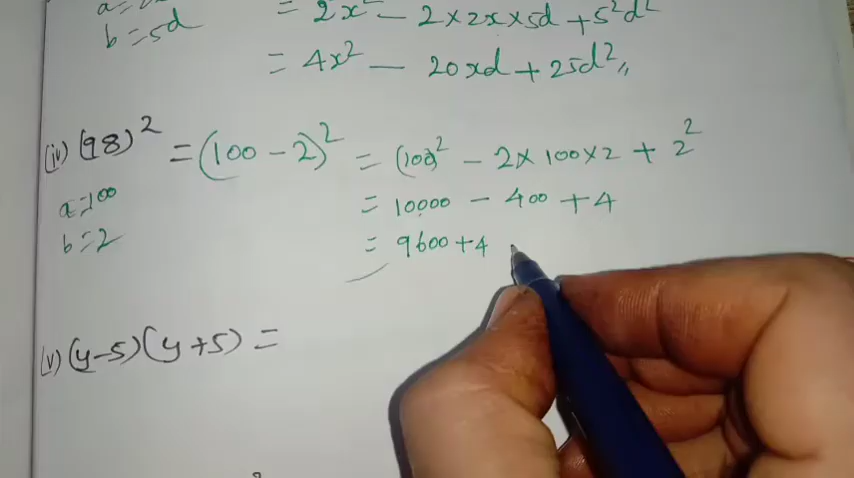 b = 5d
= 2x² - 2 × 2x × 5d + 5²d²
= 4x² - 20xd + 25d²,,
(iv) (98)² = (100 - 2)² = (100)² - 2 × 100 × 2 + 2²
a = 100
= 10000 - 400 + 4
b = 2
= 9600 + 4
(v) (y - 5)(y + 5) =